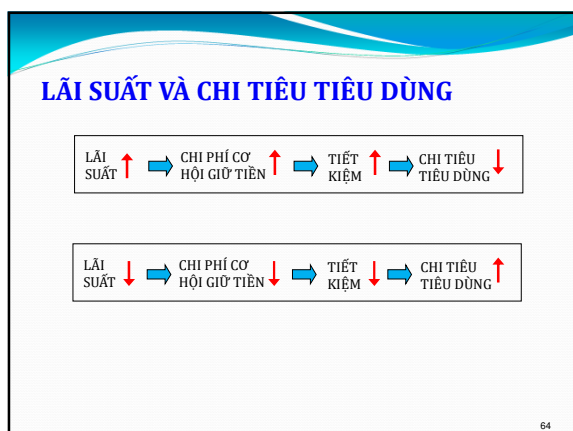 LÃI SUẤT VÀ CHI TIÊU TIÊU DÙNG
LÃI SUẤT
CHI PHÍ CƠ
HỘI GIỮ TIỀN
TIẾT
KIỆM
CHI TIÊU
TIÊU DÙNG
LÃI
SUẤT
CHI PHÍ CƠ
HỘI GIỮ TIỀN
TIẾT
KIỆM
CHI TIÊU
TIÊU DÙNG
64